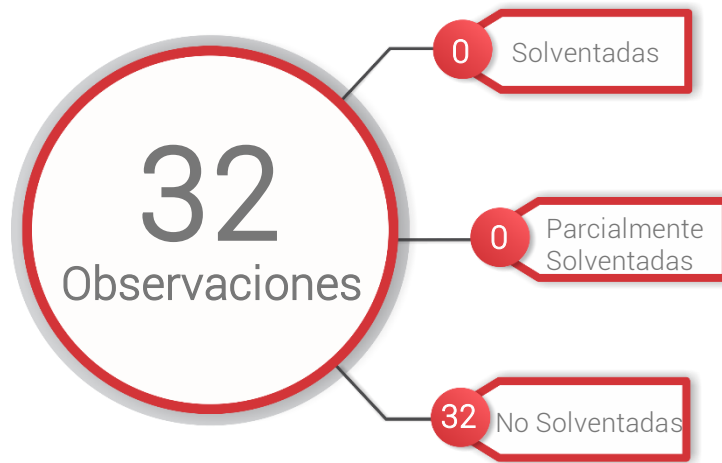 32
Observaciones
0
Solventadas
0
Parcialmente
Solventadas
32
No Solventadas